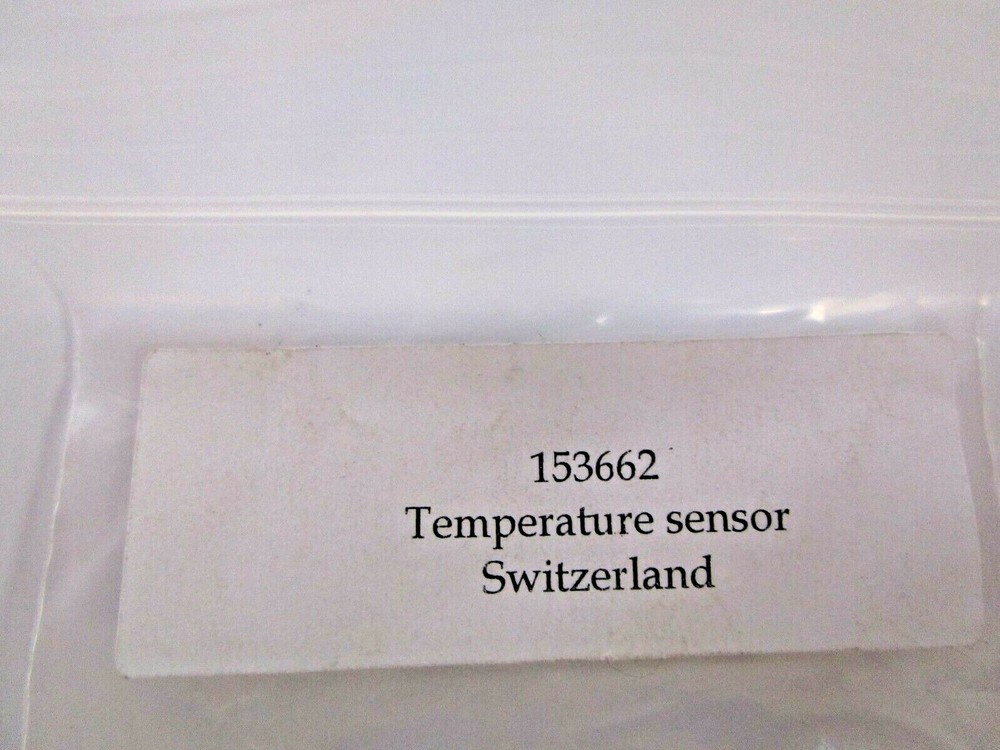 153662
Temperature sensor
Switzerland